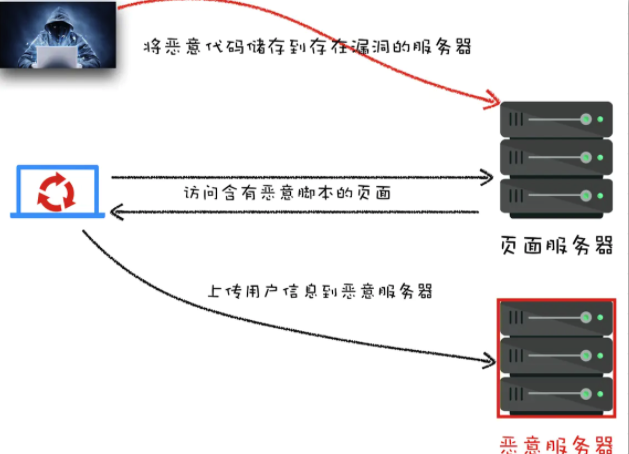 将恶意代码储存到存在漏洞的服务器
访问含有恶意脚本的页面
页面服务器
上传用户信息到恶意服务器
恶意服务器